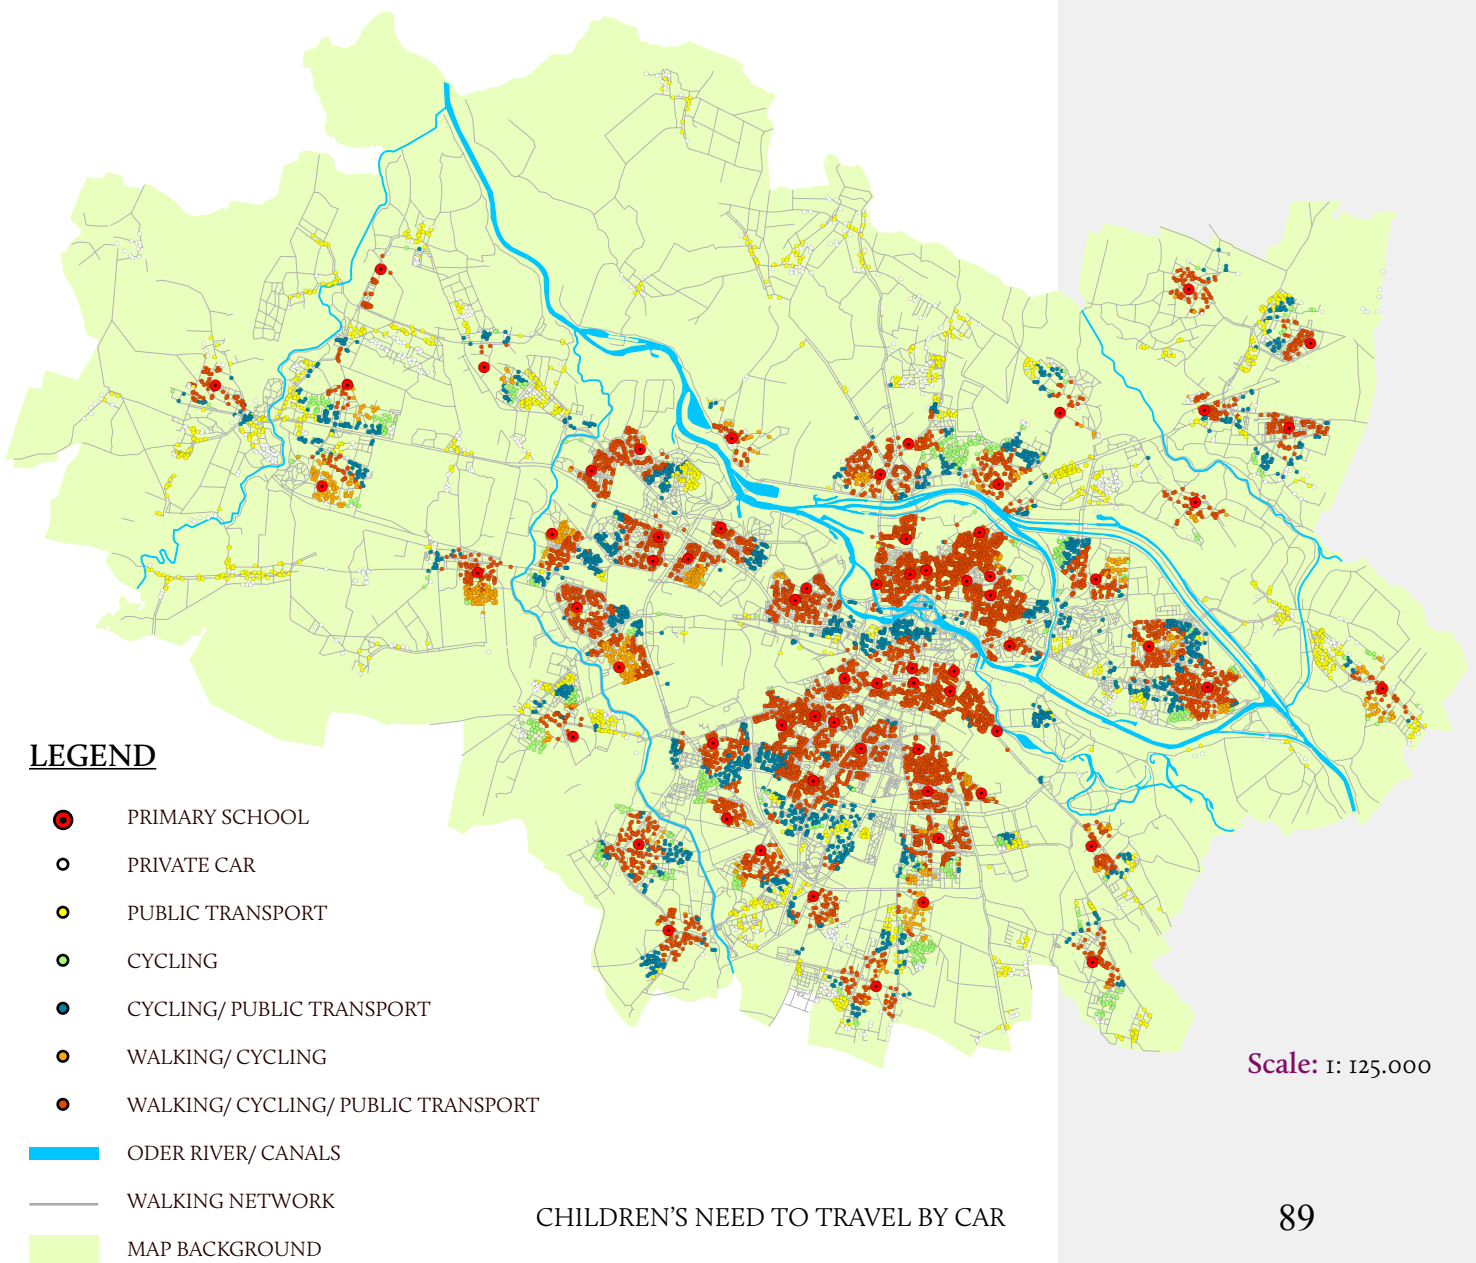 LEGEND
PRIMARY SCHOOL
PRIVATE CAR
PUBLIC TRANSPORT
CYCLING
CYCLING/ PUBLIC TRANSPORT
WALKING/ CYCLING
WALKING/ CYCLING/ PUBLIC TRANSPORT
ODER RIVER/ CANALS
WALKING NETWORK
MAP BACKGROUND
Scale: 1: 125.000
CHILDREN'S NEED TO TRAVEL BY CAR
89